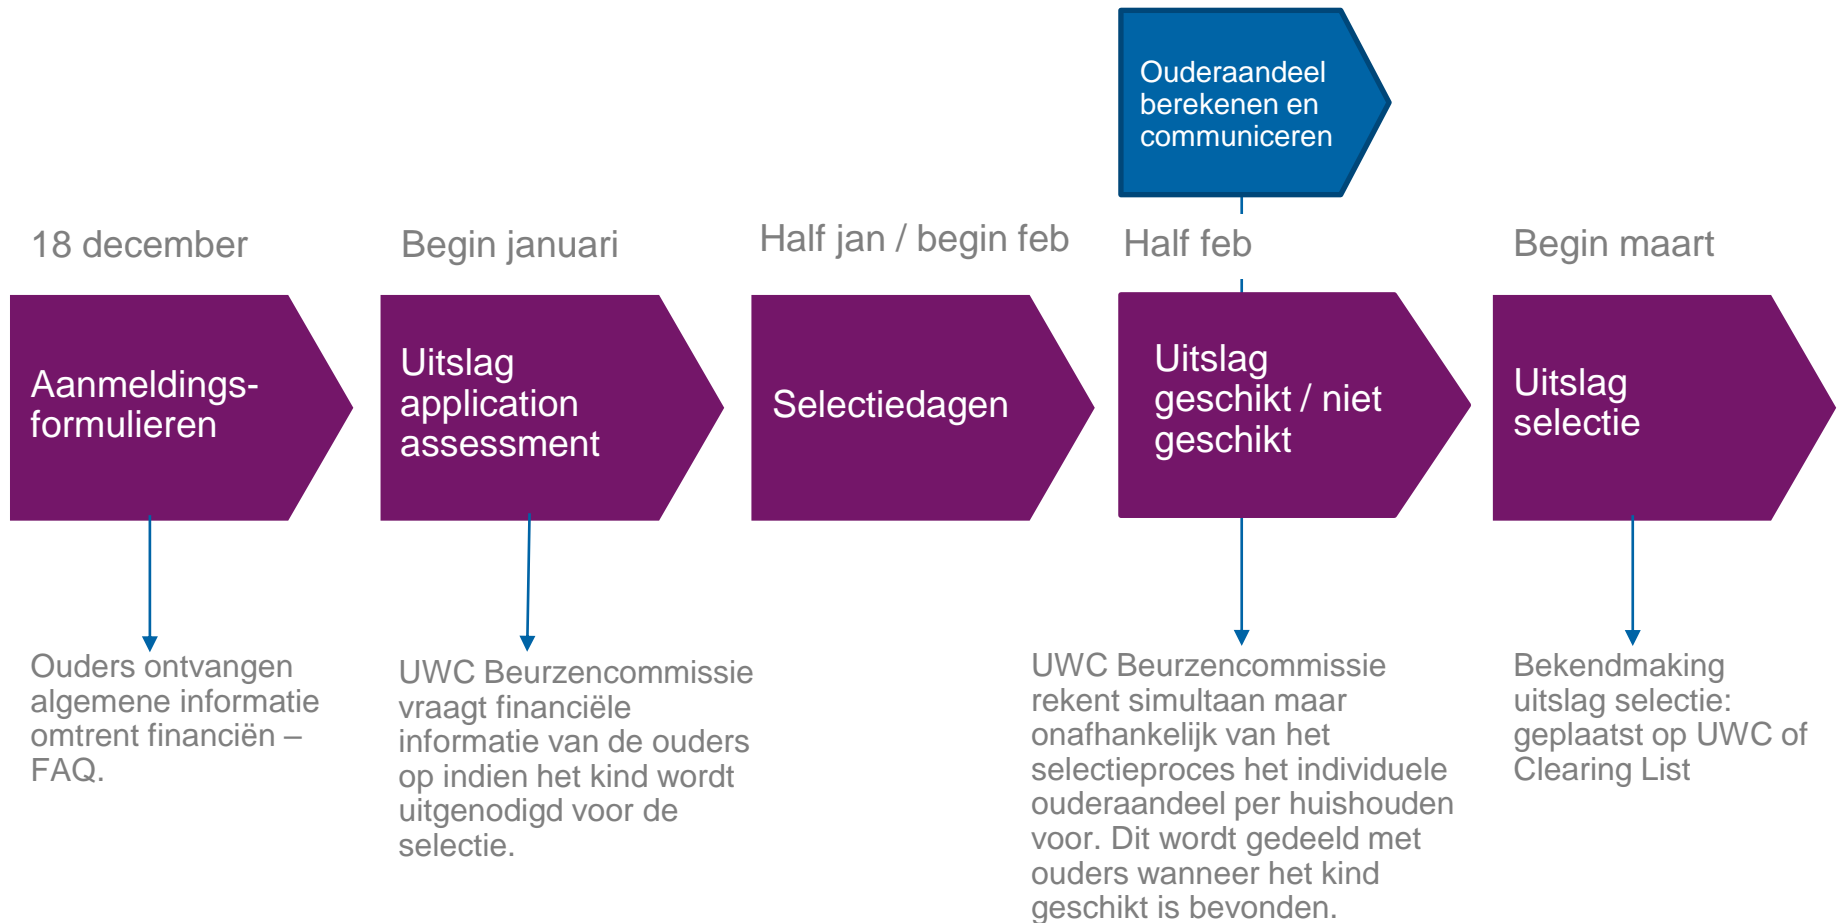 Ouderaandeel
berekenen en
communiceren
18 december
Begin januari
Half jan / begin feb
Half feb
Begin maart
Aanmeldings-
formulieren
Uitslag
application
assessment
Selectiedagen
Uitslag
geschikt / niet
geschikt
Uitslag
selectie
Ouders ontvangen
algemene informatie
omtrent financiën –
FAQ.
UWC Beurzencommissie
vraagt financiële
informatie van de ouders
op indien het kind wordt
uitgenodigd voor de
selectie.
UWC Beurzencommissie
rekent simultaan maar
onafhankelijk van het
selectieproces het individuele
ouderaandeel per huishouden
voor. Dit wordt gedeeld met
ouders wanneer het kind
geschikt is bevonden.
Bekendmaking
uitslag selectie:
geplaatst op UWC of
Clearing List